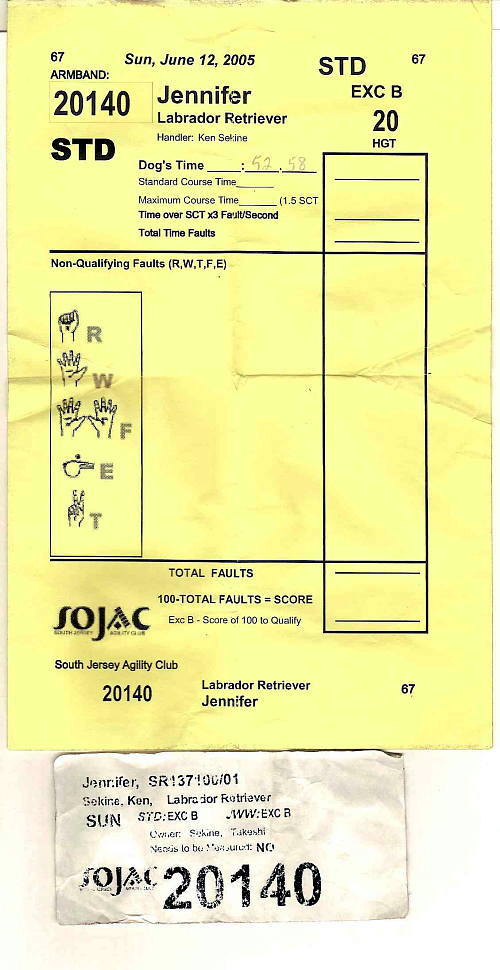 67 Sun, June 12, 2005 STD 67
ARMBAND: Jennifer EXC B
20140 Labrador Retriever 20
STD Handler: Ken Sekine HGT
Dog's Time ____:52.58
Standard Course Time______
Maximum Course Time______ (1.5 SCT
Time over SCT x3 Fault/Second
Total Time Faults
Non-Qualifying Faults (R,W,T,F,E)
R
W
F
E
T
TOTAL FAULTS
100-TOTAL FAULTS = SCORE
Exc B - Score of 100 to Qualify
SOJAC
SOUTH JERSEY AGILITY CLUB
South Jersey Agility Club
20140 Labrador Retriever 67
Jennifer
Jennifer, SR137100/01
Sekine, Ken, Labrador Retriever
SUN STD:EXC B JWW:EXC B
Owner: Sekine, Takeshi
Needs to be Measured: NO
SOJAC 20140